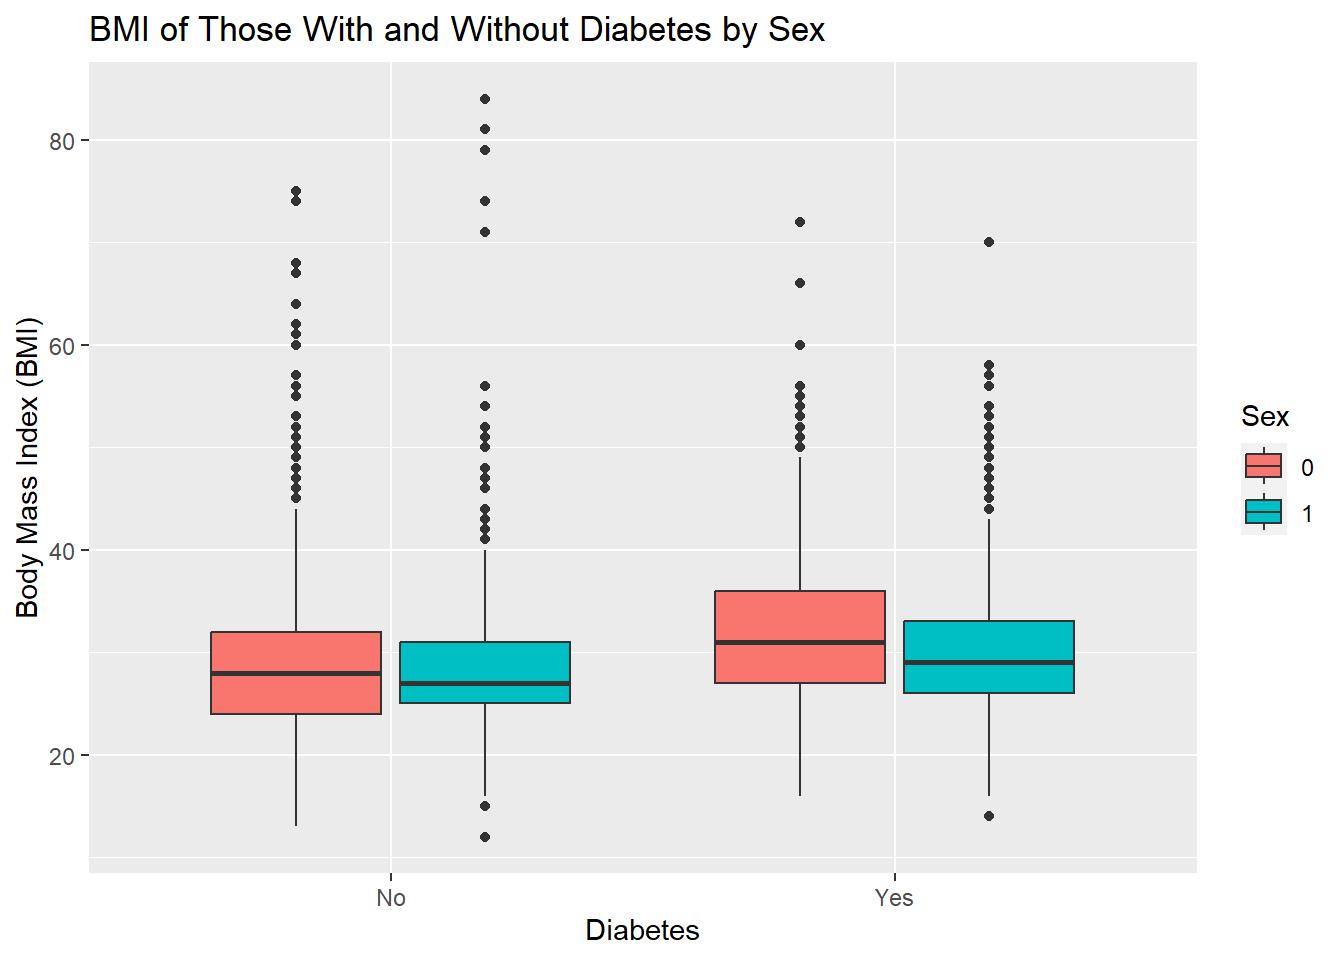 BMI of Those With and Without Diabetes by Sex
80
60
40
20
Body Mass Index (BMI)
No
Yes
Diabetes
Sex
0
1